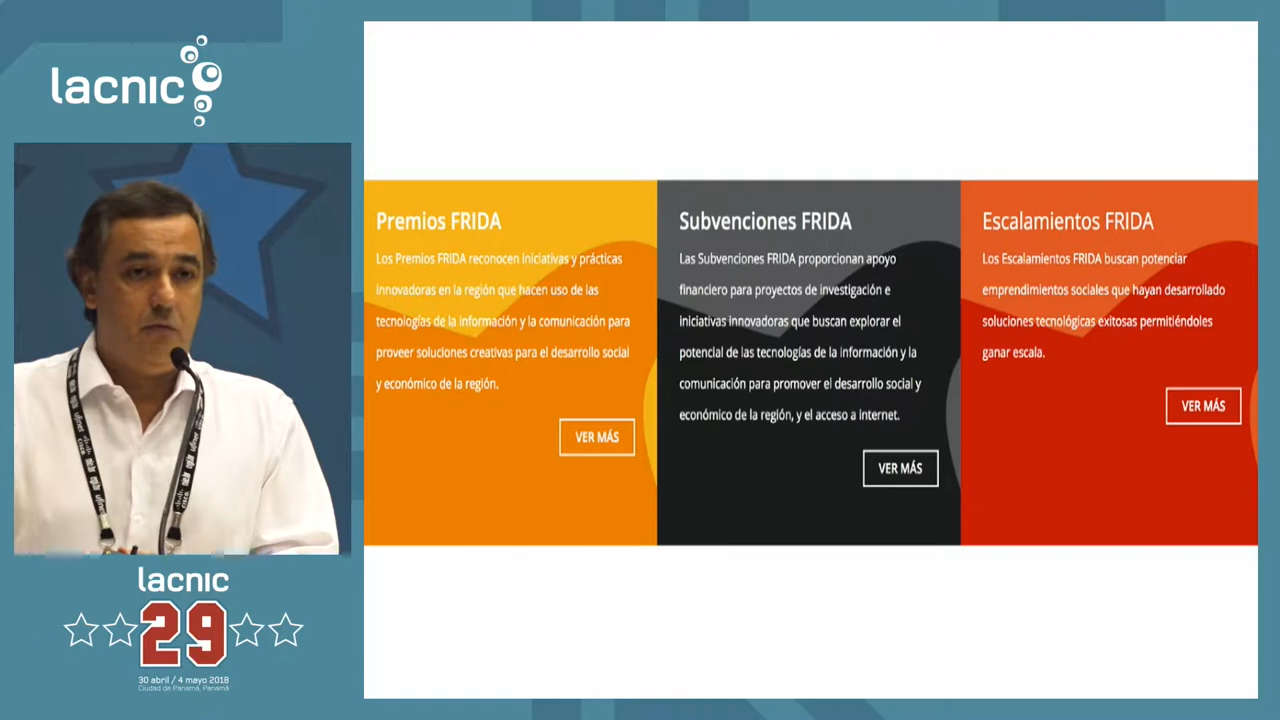 lacnic
Premios FRIDA
Los Premios FRIDA reconocen iniciativas y prácticas
innovadoras en la región que hacen uso de las
tecnologías de la información y la comunicación para
proveer soluciones creativas para el desarrollo social
y económico de la región.
VER MÁS
Subvenciones FRIDA
Las Subvenciones FRIDA proporcionan apoyo
financiero para proyectos de investigación e
iniciativas innovadoras que buscan explorar el
potencial de las tecnologías de la información y la
comunicación para promover el desarrollo social y
económico de la región, y el acceso a internet.
VER MÁS
Escalamientos FRIDA
Los Escalamientos FRIDA buscan potenciar
emprendimientos sociales que hayan desarrollado
soluciones tecnológicas exitosas permitiéndoles
ganar escala.
VER MÁS
lacnic
29
30 abril / 4 mayo 2018
Ciudad de Panamá, Panamá